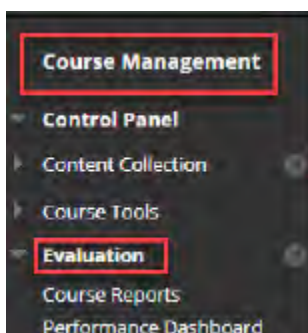 Course Management
Control Panel
Content Collection
Course Tools
Evaluation
Course Reports
Performance Dashboard